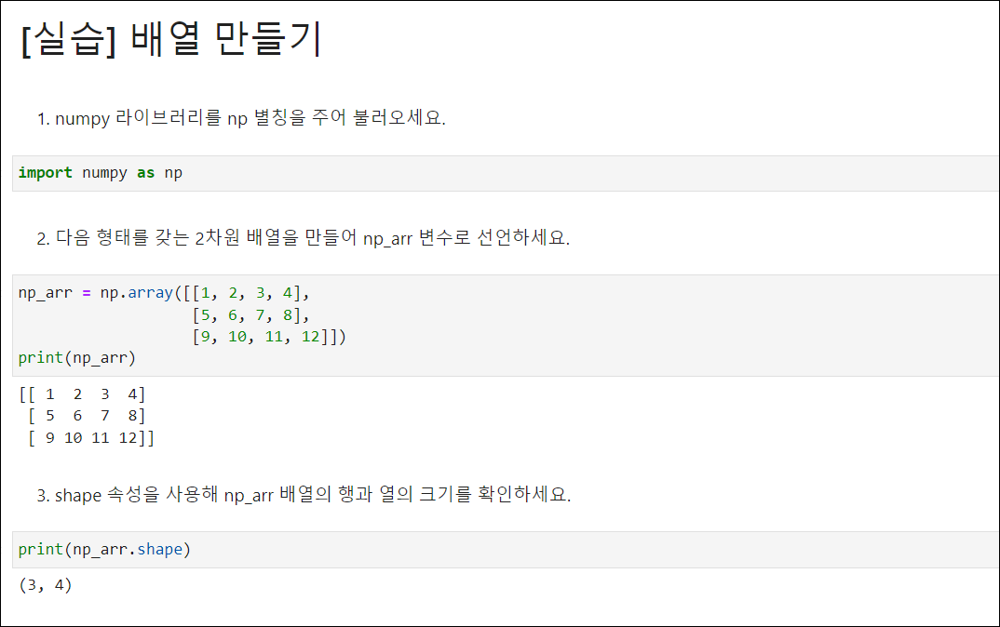 [실습] 배열 만들기
1. numpy 라이브러리를 np 별칭을 주어 불러오세요.
import numpy as np
2. 다음 형태를 갖는 2차원 배열을 만들어 np_arr 변수로 선언하세요.
np_arr = np.array([[1, 2, 3, 4],
                   [5, 6, 7, 8],
                   [9, 10, 11, 12]])
print(np_arr)
[[ 1  2  3  4]
 [ 5  6  7  8]
 [ 9 10 11 12]]
3. shape 속성을 사용해 np_arr 배열의 행과 열의 크기를 확인하세요.
print(np_arr.shape)
(3, 4)